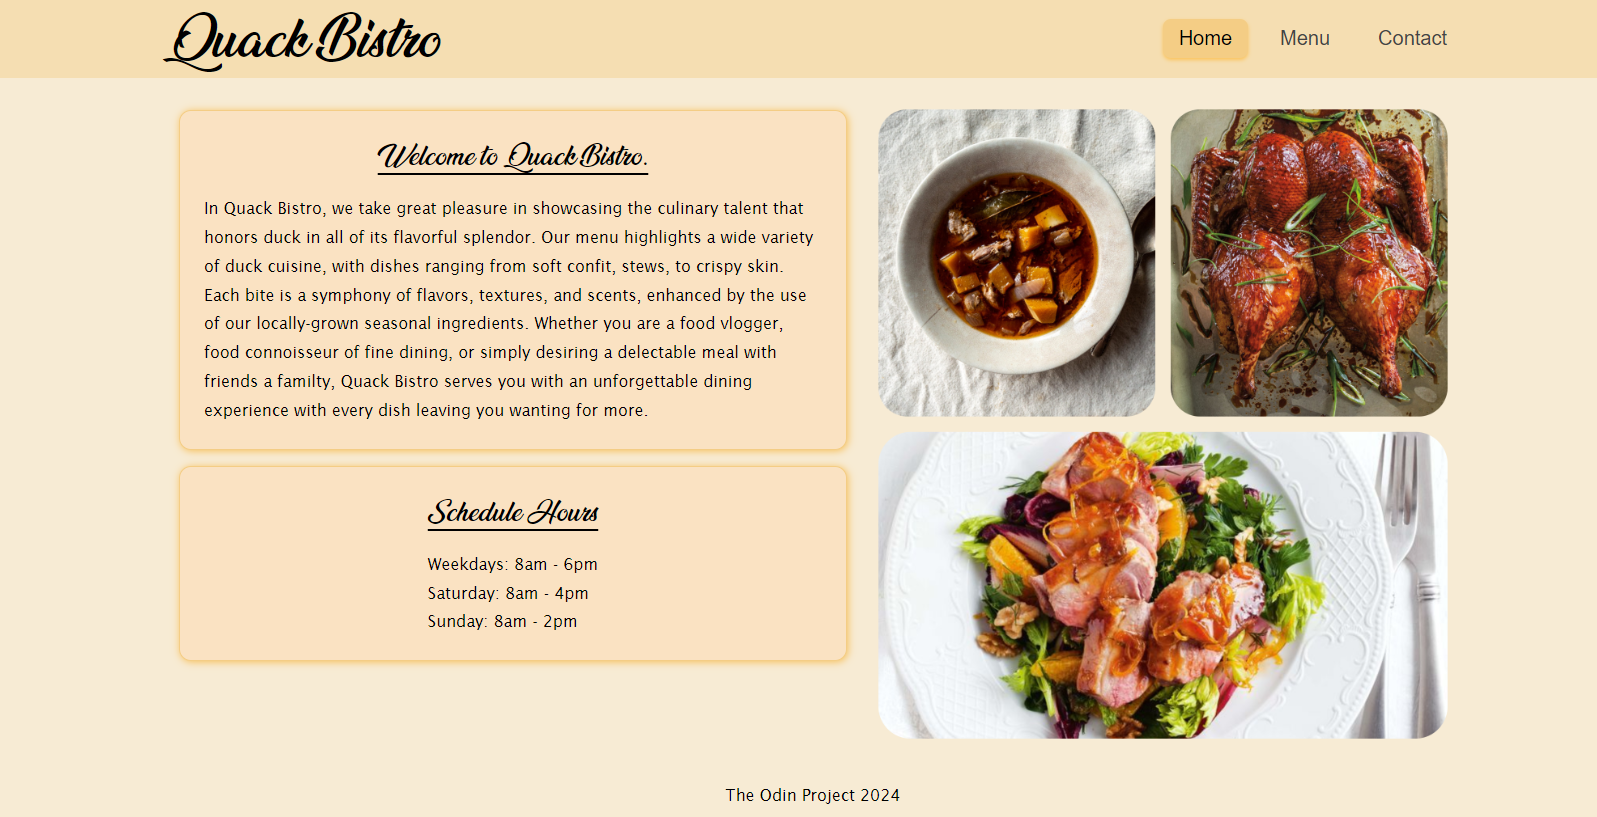 Quack Bistro
Home
Menu
Contact
Welcome to Quack Bistro.
In Quack Bistro, we take great pleasure in showcasing the culinary talent that
honors duck in all of its flavorful splendor. Our menu highlights a wide variety
of duck cuisine, with dishes ranging from soft confit, stews, to crispy skin.
Each bite is a symphony of flavors, textures, and scents, enhanced by the use
of our locally-grown seasonal ingredients. Whether you are a food vlogger,
food connoisseur of fine dining, or simply desiring a delectable meal with
friends a familty, Quack Bistro serves you with an unforgettable dining
experience with every dish leaving you wanting for more.
Schedule Hours
Weekdays: 8am - 6pm
Saturday: 8am - 4pm
Sunday: 8am - 2pm
The Odin Project 2024